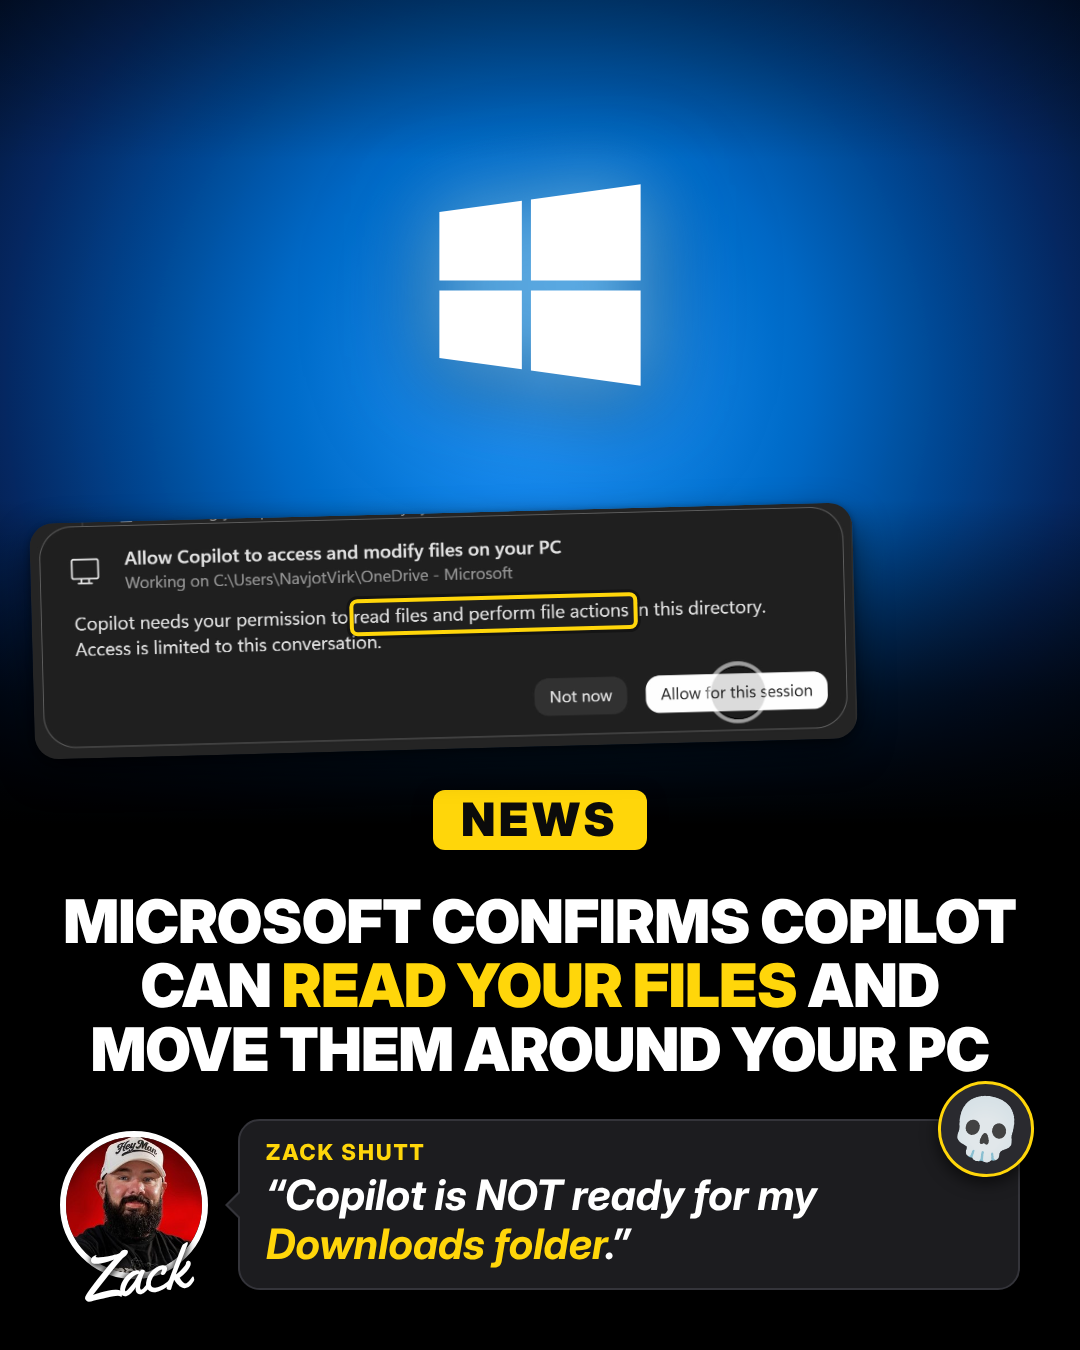 Allow Copilot to access and modify files on your PC
Working on C:\Users\NavjotVirk\OneDrive - Microsoft
Copilot needs your permission to read files and perform file actions in this directory.
Access is limited to this conversation.
Not now
Allow for this session
NEWS
MICROSOFT CONFIRMS COPILOT
CAN READ YOUR FILES AND
MOVE THEM AROUND YOUR PC
Hey Man
Zack
ZACK SHUTT
“Copilot is NOT ready for my
Downloads folder.”